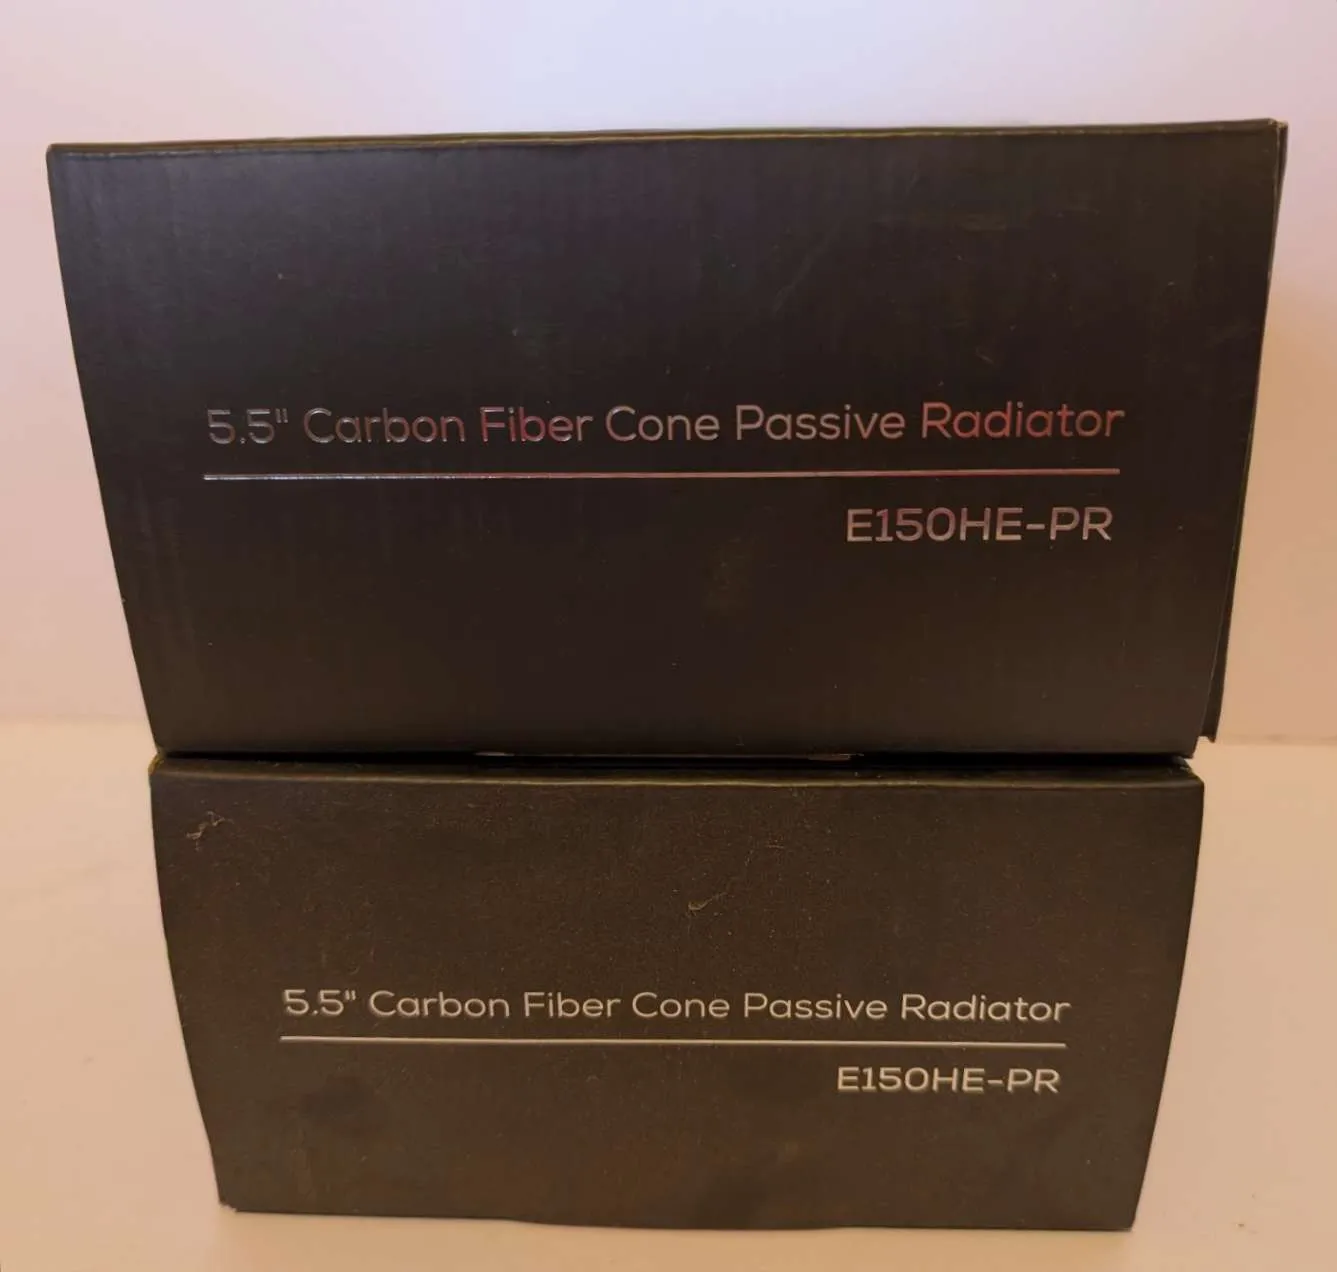 5.5" Carbon Fiber Cone Passive Radiator
E150HE-PR
5.5" Carbon Fiber Cone Passive Radiator
E150HE-PR